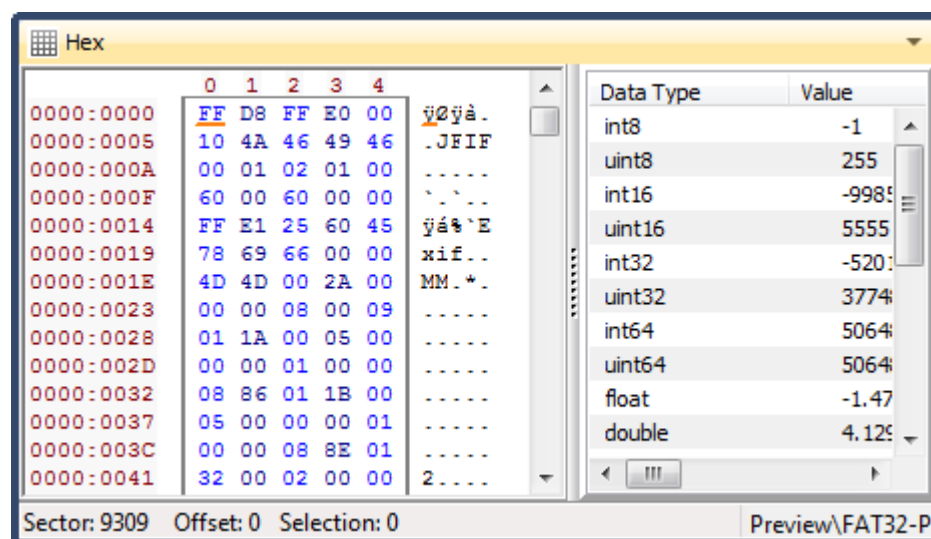 Hex
0 1 2 3 4
0000:0000 FF D8 FF E0 00 ÿØÿà.
0000:0005 10 4A 46 49 46 .JFIF
0000:000A 00 01 02 01 00 .....
0000:000F 60 00 60 00 00 `.`..
0000:0014 FF E1 25 60 45 ÿá%`E
0000:0019 78 69 66 00 00 xif..
0000:001E 4D 4D 00 2A 00 MM.*.
0000:0023 00 00 08 00 09 .....
0000:0028 01 1A 00 05 00 .....
0000:002D 00 00 01 00 00 .....
0000:0032 08 86 01 1B 00 .....
0000:0037 05 00 00 00 01 .....
0000:003C 00 00 08 8E 01 .....
0000:0041 32 00 02 00 00 2....
Data Type Value
int8 -1
uint8 255
int16 -9985
uint16 5555
int32 -5201
uint32 37748
int64 50648
uint64 50648
float -1.47
double 4.129
Sector: 9309 Offset: 0 Selection: 0 Preview\FAT32-P